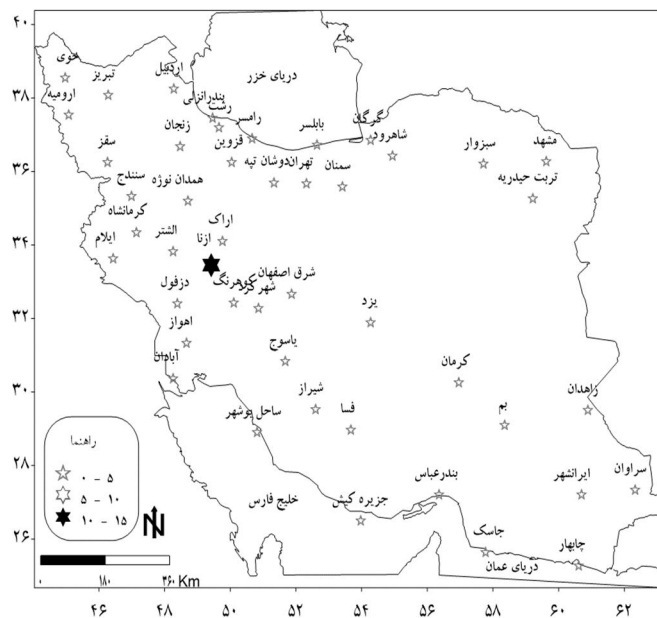 ۴۰
۳۸
۳۶
۳۴
۳۲
۳۰
۲۸
۲۶
خوی
تبریز
اردبیل
ارومیه
بندرانزلی
رشت
دریای خزر
رامسر
بابلسر
گرگان
شاهرود
زنجان
قزوین
سقز
سبزوار
مشهد
تهران
دوشان تپه
سمنان
تربت حیدریه
سنندج
همدان نوژه
کرمانشاه
اراک
ایلام
الشتر
ازنا
شرق اصفهان
دزفول
کوهرنگ
شهرکرد
یزد
اهواز
آبادان
یاسوج
کرمان
شیراز
فسا
بم
زاهدان
ساحل بوشهر
سراوان
ایرانشهر
بندرعباس
خلیج فارس
جزیره کیش
جاسک
چابهار
دریای عمان
راهنما
۰ - ۵
۵ - ۱۰
۱۰ - ۱۵
N
۰ ۱۸۰ ۳۶۰ Km
۴۶ ۴۸ ۵۰ ۵۲ ۵۴ ۵۶ ۵۸ ۶۰ ۶۲